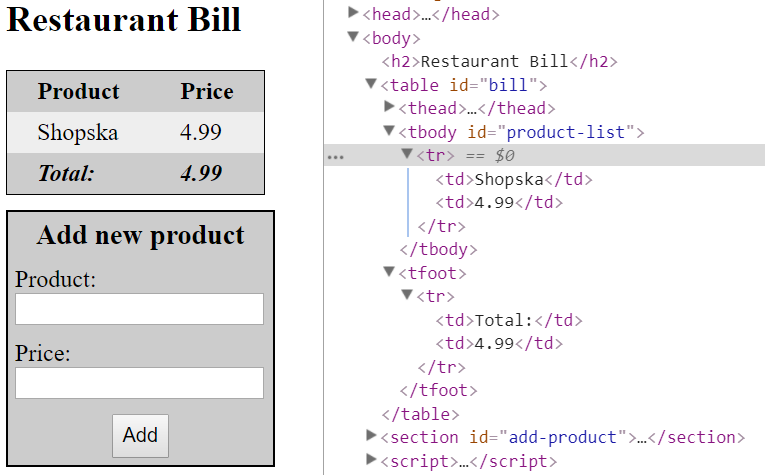 Restaurant Bill
Product Price
Shopska 4.99
Total: 4.99
Add new product
Product:
Price:
Add
<head>…</head>
<body>
<h2>Restaurant Bill</h2>
<table id="bill">
<thead>…</thead>
<tbody id="product-list">
… <tr> == $0
<td>Shopska</td>
<td>4.99</td>
</tr>
</tbody>
<tfoot>
<tr>
<td>Total:</td>
<td>4.99</td>
</tr>
</tfoot>
</table>
<section id="add-product">…</section>
<script>…</script>